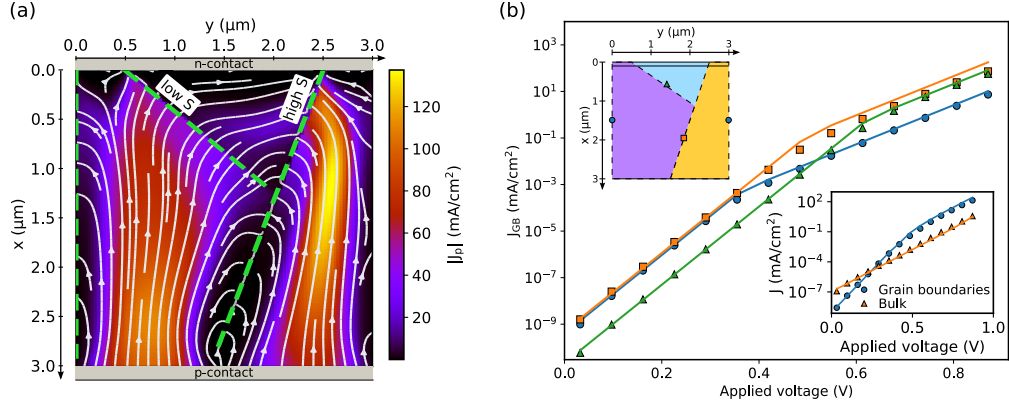 (a)
y (μm)
0.0 0.5 1.0 1.5 2.0 2.5 3.0
n-contact
0.0
0.5
1.0
1.5
2.0
2.5
3.0
x (μm)
low S
high S
p-contact
120
100
80
60
40
20
|Jp| (mA/cm²)
(b)
10³
10¹
10⁻¹
10⁻³
10⁻⁵
10⁻⁷
10⁻⁹
J_GB (mA/cm²)
0.0 0.2 0.4 0.6 0.8
Applied voltage (V)
y (μm)
0 2 3
0
1
2
3
x (μm)
10²
10⁻¹
10⁻⁴
10⁻⁷
J (mA/cm²)
Grain boundaries
Bulk
0.0 0.5 1.0
Applied voltage (V)